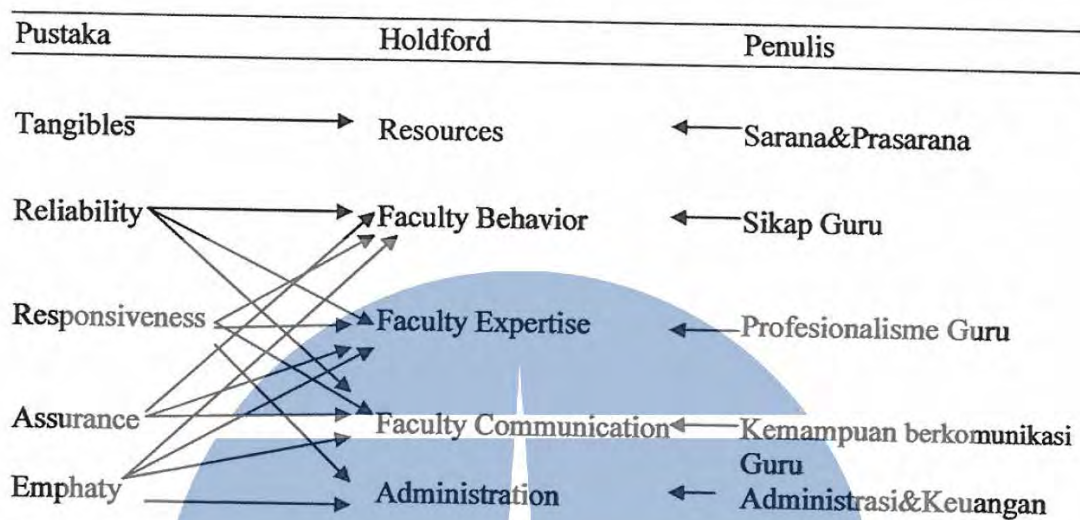 Pustaka Holdford Penulis
Tangibles Resources Sarana&Prasarana
Reliability Faculty Behavior Sikap Guru
Responsiveness Faculty Expertise Profesionalisme Guru
Assurance Faculty Communication Kemampuan berkomunikasi
Guru
Emphaty Administration Administrasi&Keuangan